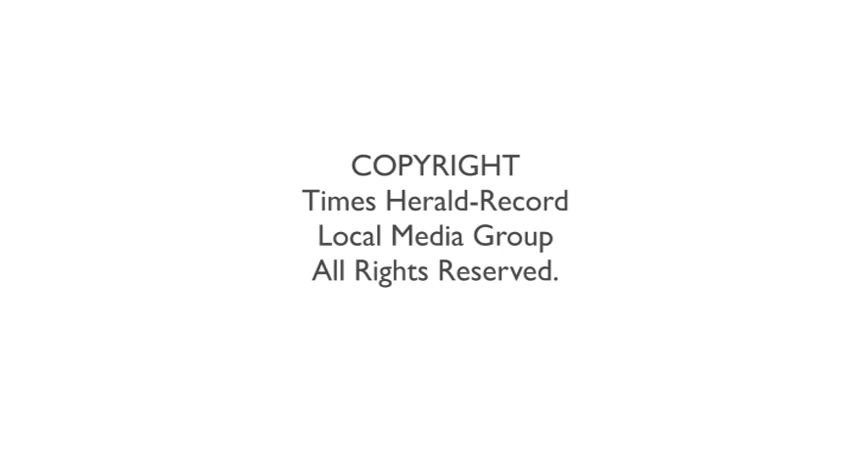 COPYRIGHT
Times Herald-Record
Local Media Group
All Rights Reserved.